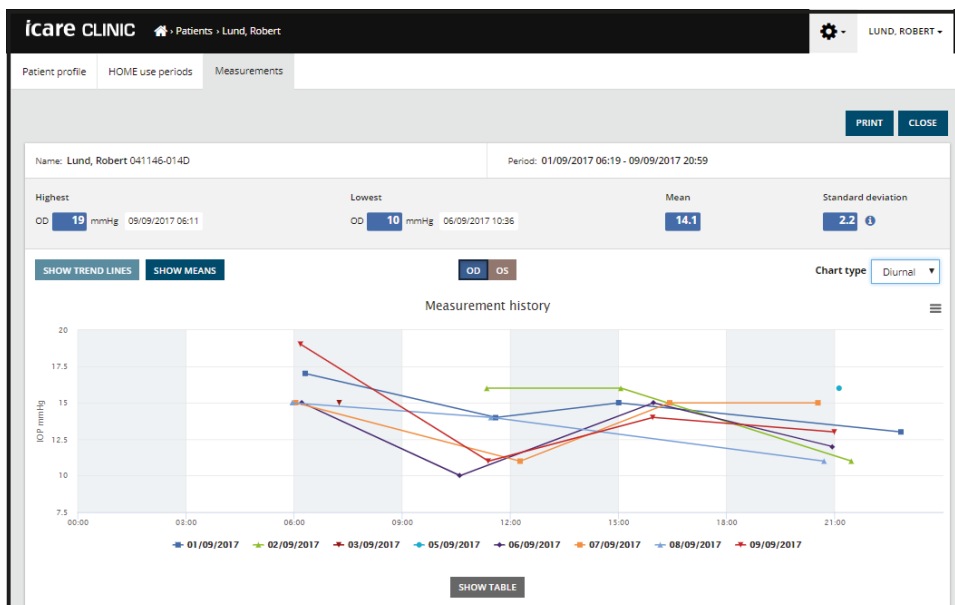 icare CLINIC › Patients › Lund, Robert LUND, ROBERT
Patient profile HOME use periods Measurements
PRINT CLOSE
Name: Lund, Robert 041146-014D Period: 01/09/2017 06:19 - 09/09/2017 20:59
Highest Lowest Mean Standard deviation
OD 19 mmHg 09/09/2017 06:11 OD 10 mmHg 06/09/2017 10:36 14.1 2.2 i
SHOW TREND LINES SHOW MEANS OD OS Chart type Diurnal
Measurement history
IOP mmHg
20
17.5
15
12.5
10
7.5
00:00 03:00 06:00 09:00 12:00 15:00 18:00 21:00
01/09/2017 02/09/2017 03/09/2017 05/09/2017 06/09/2017 07/09/2017 08/09/2017 09/09/2017
SHOW TABLE